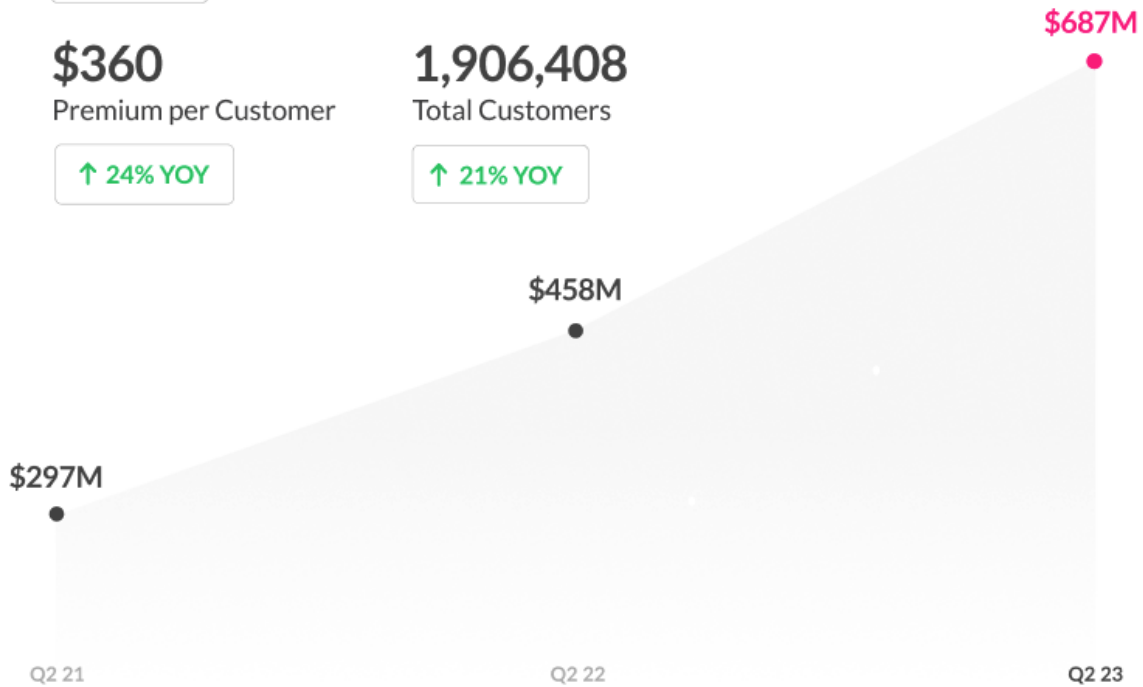 $687M
$360
1,906,408
Premium per Customer
Total Customers
↑ 24% YOY
↑ 21% YOY
$458M
$297M
Q2 21
Q2 22
Q2 23